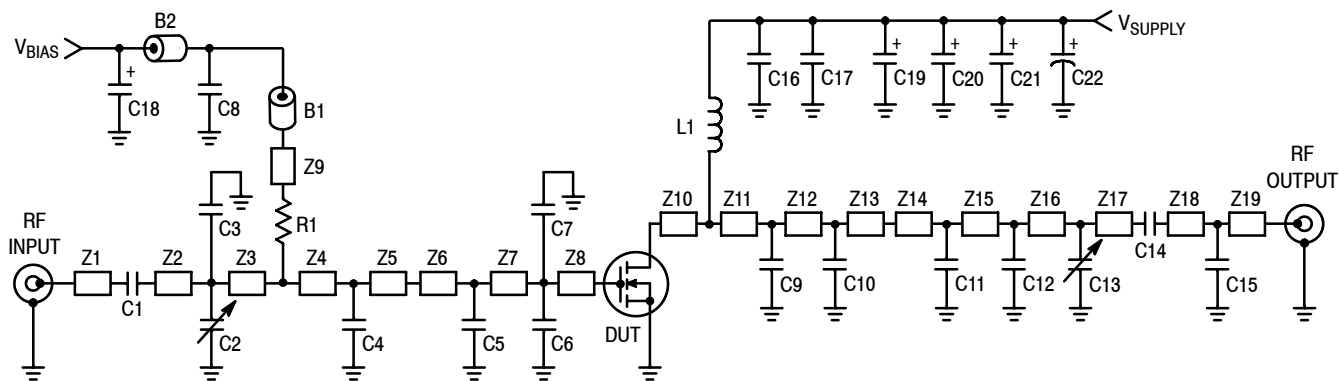 B2
VBIAS
VSUPPLY
+
C18
C8
B1
C16
C17
+
C19
+
C20
+
C21
+
C22
L1
Z9
RF
INPUT
C3
R1
C7
RF
OUTPUT
Z10
Z11
Z12
Z13
Z14
Z15
Z16
Z17
Z18
Z19
C14
Z1
Z2
Z3
Z4
Z5
Z6
Z7
Z8
C1
C9
C10
C11
C12
C13
C15
C2
C4
C5
C6
DUT